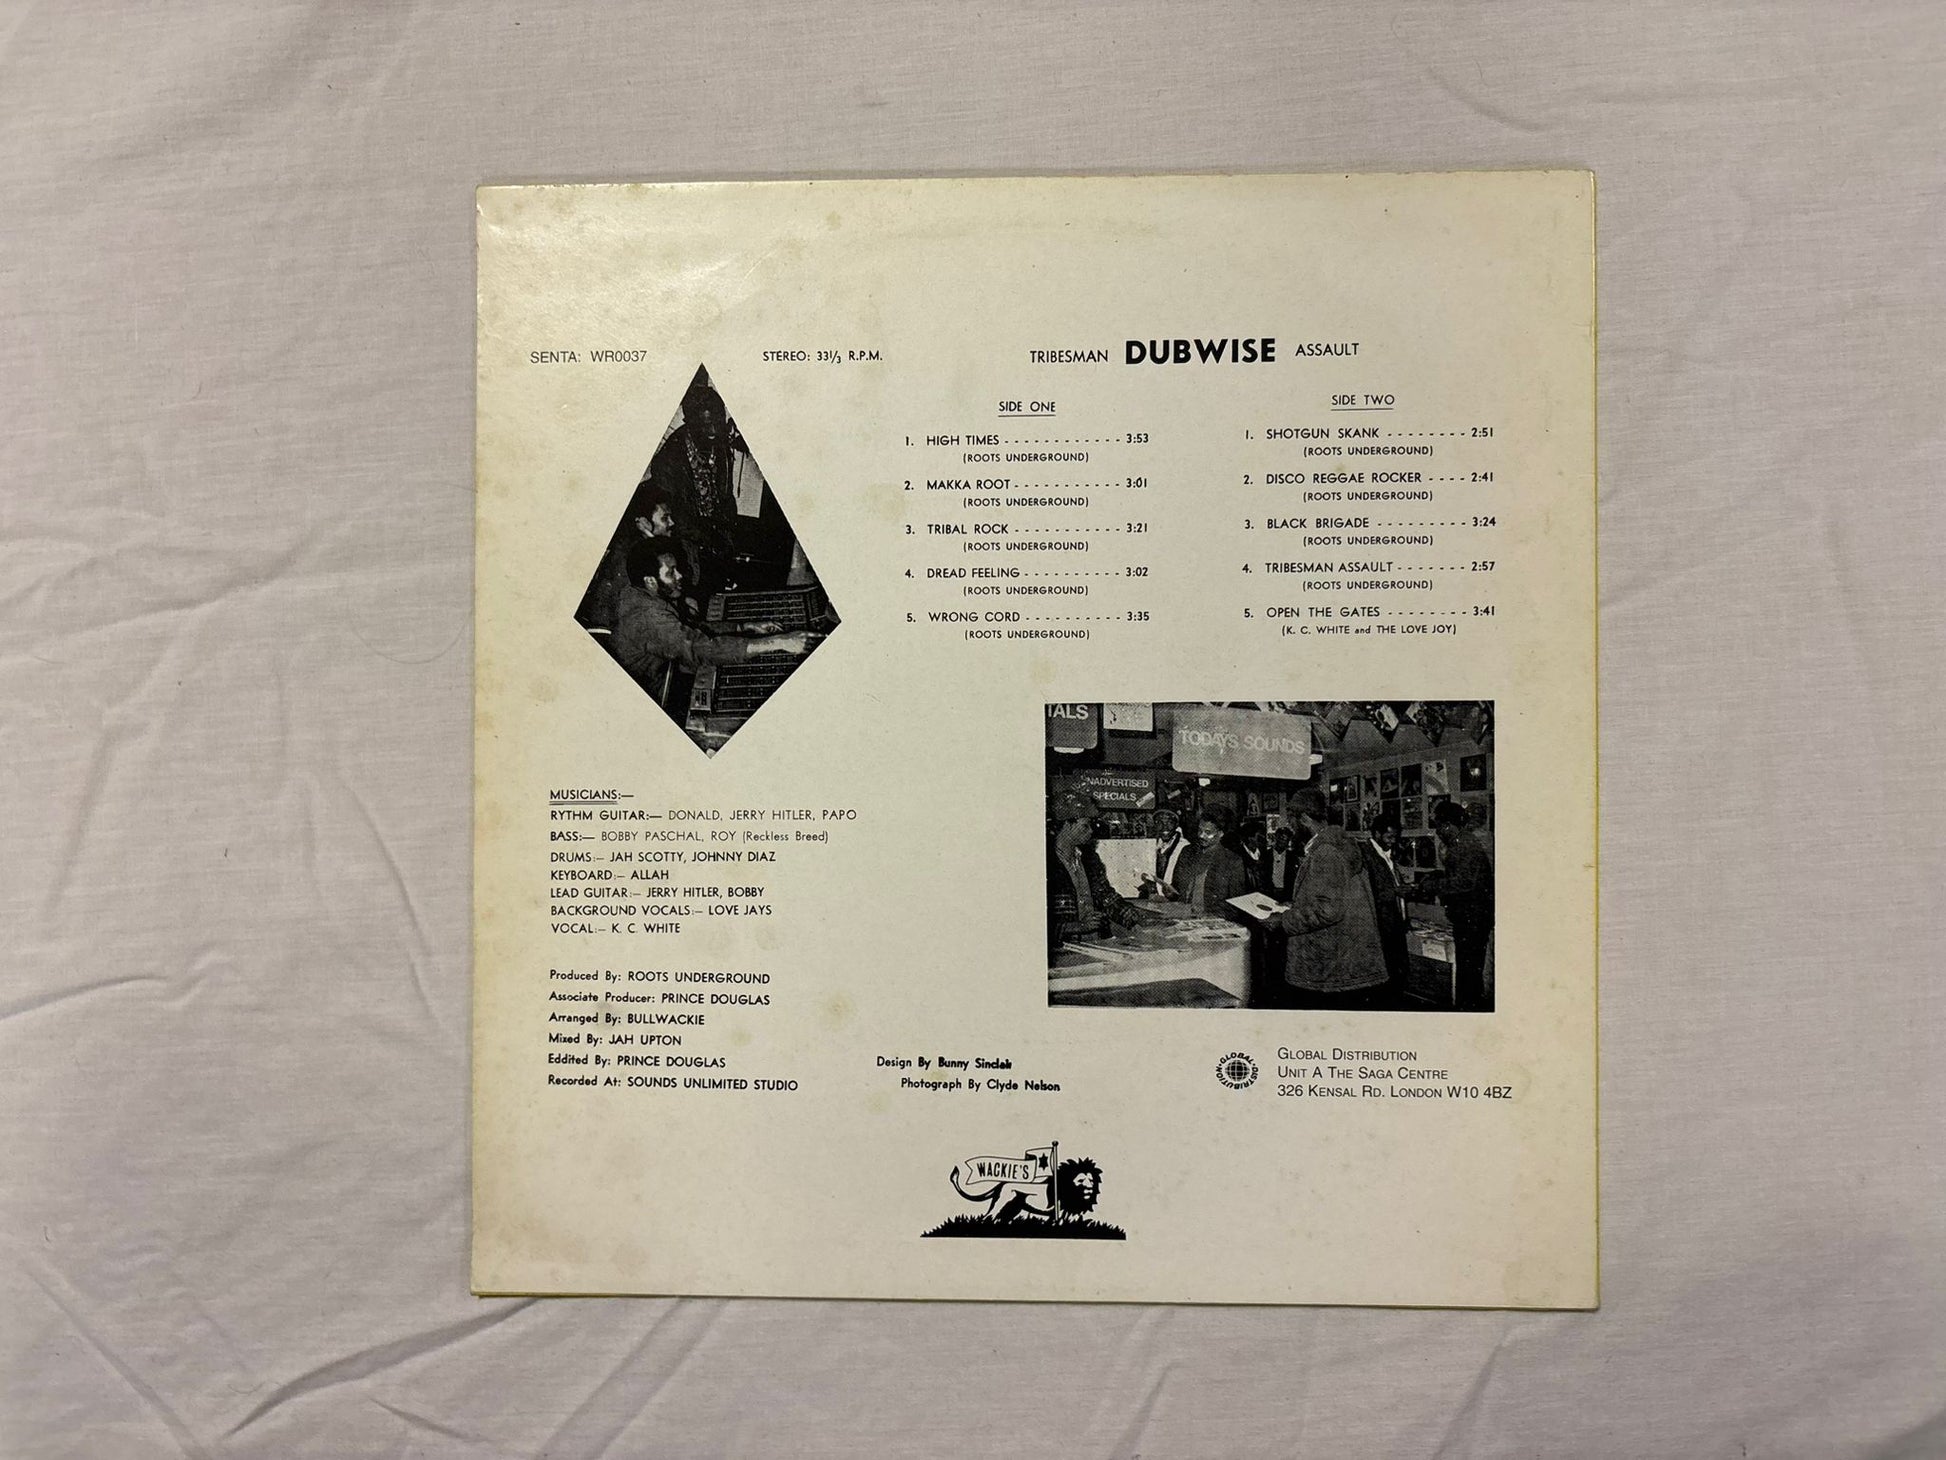 SENTA: WR0037
STEREO: 33⅓ R.P.M.
TRIBESMAN DUBWISE ASSAULT
SIDE ONE
1. HIGH TIMES - - - - - - - - - - - - 3:53
(ROOTS UNDERGROUND)
2. MAKKA ROOT - - - - - - - - - - - 3:01
(ROOTS UNDERGROUND)
3. TRIBAL ROCK - - - - - - - - - - - 3:21
(ROOTS UNDERGROUND)
4. DREAD FEELING - - - - - - - - - - 3:02
(ROOTS UNDERGROUND)
5. WRONG CORD - - - - - - - - - - 3:35
(ROOTS UNDERGROUND)
SIDE TWO
1. SHOTGUN SKANK - - - - - - - - 2:51
(ROOTS UNDERGROUND)
2. DISCO REGGAE ROCKER - - - - 2:41
(ROOTS UNDERGROUND)
3. BLACK BRIGADE - - - - - - - - - 3:24
(ROOTS UNDERGROUND)
4. TRIBESMAN ASSAULT - - - - - - - 2:57
(ROOTS UNDERGROUND)
5. OPEN THE GATES - - - - - - - - 3:41
(K. C. WHITE and THE LOVE JOY)
IALS
TODAYS SOUNDS
NADVERTISED
SPECIALS
MUSICIANS:—
RYTHM GUITAR:— DONALD, JERRY HITLER, PAPO
BASS:— BOBBY PASCHAL, ROY (Reckless Breed)
DRUMS:— JAH SCOTTY, JOHNNY DIAZ
KEYBOARD:— ALLAH
LEAD GUITAR:— JERRY HITLER, BOBBY
BACKGROUND VOCALS:— LOVE JAYS
VOCAL:— K. C. WHITE
Produced By: ROOTS UNDERGROUND
Associate Producer: PRINCE DOUGLAS
Arranged By: BULLWACKIE
Mixed By: JAH UPTON
Eddited By: PRINCE DOUGLAS
Recorded At: SOUNDS UNLIMITED STUDIO
Design By Bunny Sinclair
Photograph By Clyde Nelson
GLOBAL DISTRIBUTION
GLOBAL DISTRIBUTION
UNIT A THE SAGA CENTRE
326 KENSAL RD. LONDON W10 4BZ
WACKIE'S